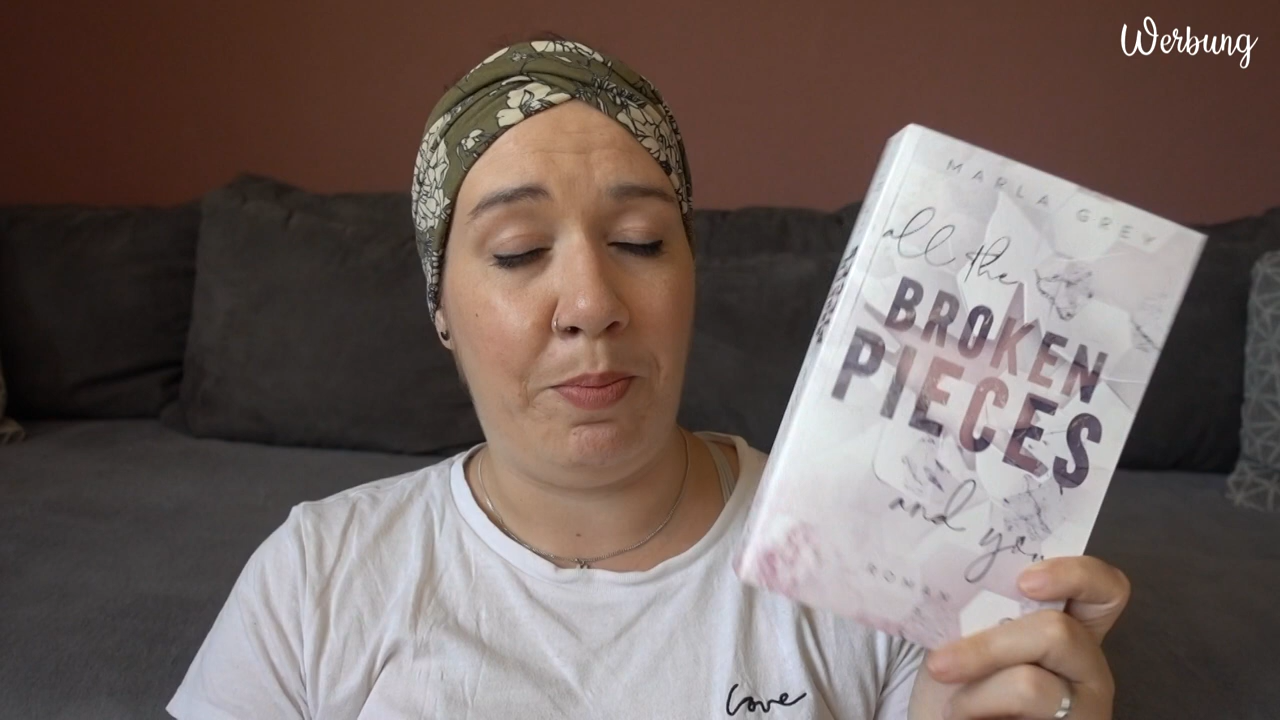 Werbung
MARLA GREY
all the
BROKEN
PIECES
and you
ROMAN
love